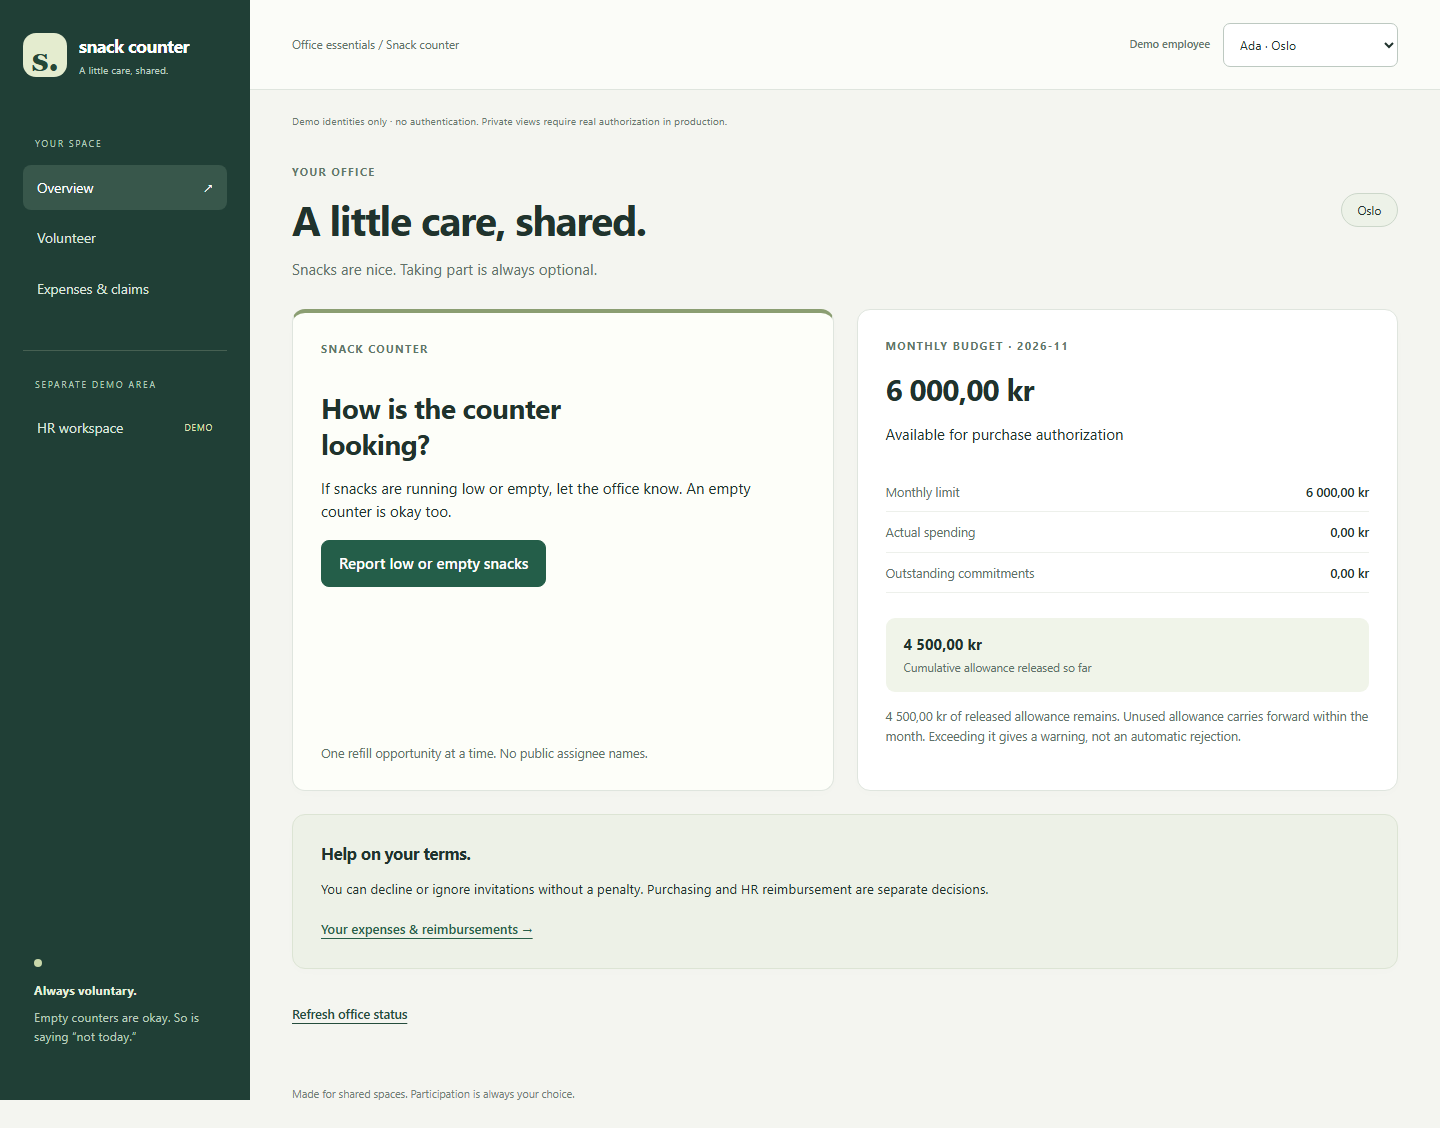 s.
snack counter
A little care, shared.
YOUR SPACE
Overview ↗
Volunteer
Expenses & claims
SEPARATE DEMO AREA
HR workspace DEMO
Always voluntary.
Empty counters are okay. So is
saying “not today.”
Office essentials / Snack counter
Demo employee
Ada · Oslo
Demo identities only · no authentication. Private views require real authorization in production.
YOUR OFFICE
A little care, shared.
Oslo
Snacks are nice. Taking part is always optional.
SNACK COUNTER
How is the counter
looking?
If snacks are running low or empty, let the office know. An empty
counter is okay too.
Report low or empty snacks
One refill opportunity at a time. No public assignee names.
MONTHLY BUDGET · 2026-11
6 000,00 kr
Available for purchase authorization
Monthly limit 6 000,00 kr
Actual spending 0,00 kr
Outstanding commitments 0,00 kr
4 500,00 kr
Cumulative allowance released so far
4 500,00 kr of released allowance remains. Unused allowance carries forward within the
month. Exceeding it gives a warning, not an automatic rejection.
Help on your terms.
You can decline or ignore invitations without a penalty. Purchasing and HR reimbursement are separate decisions.
Your expenses & reimbursements →
Refresh office status
Made for shared spaces. Participation is always your choice.